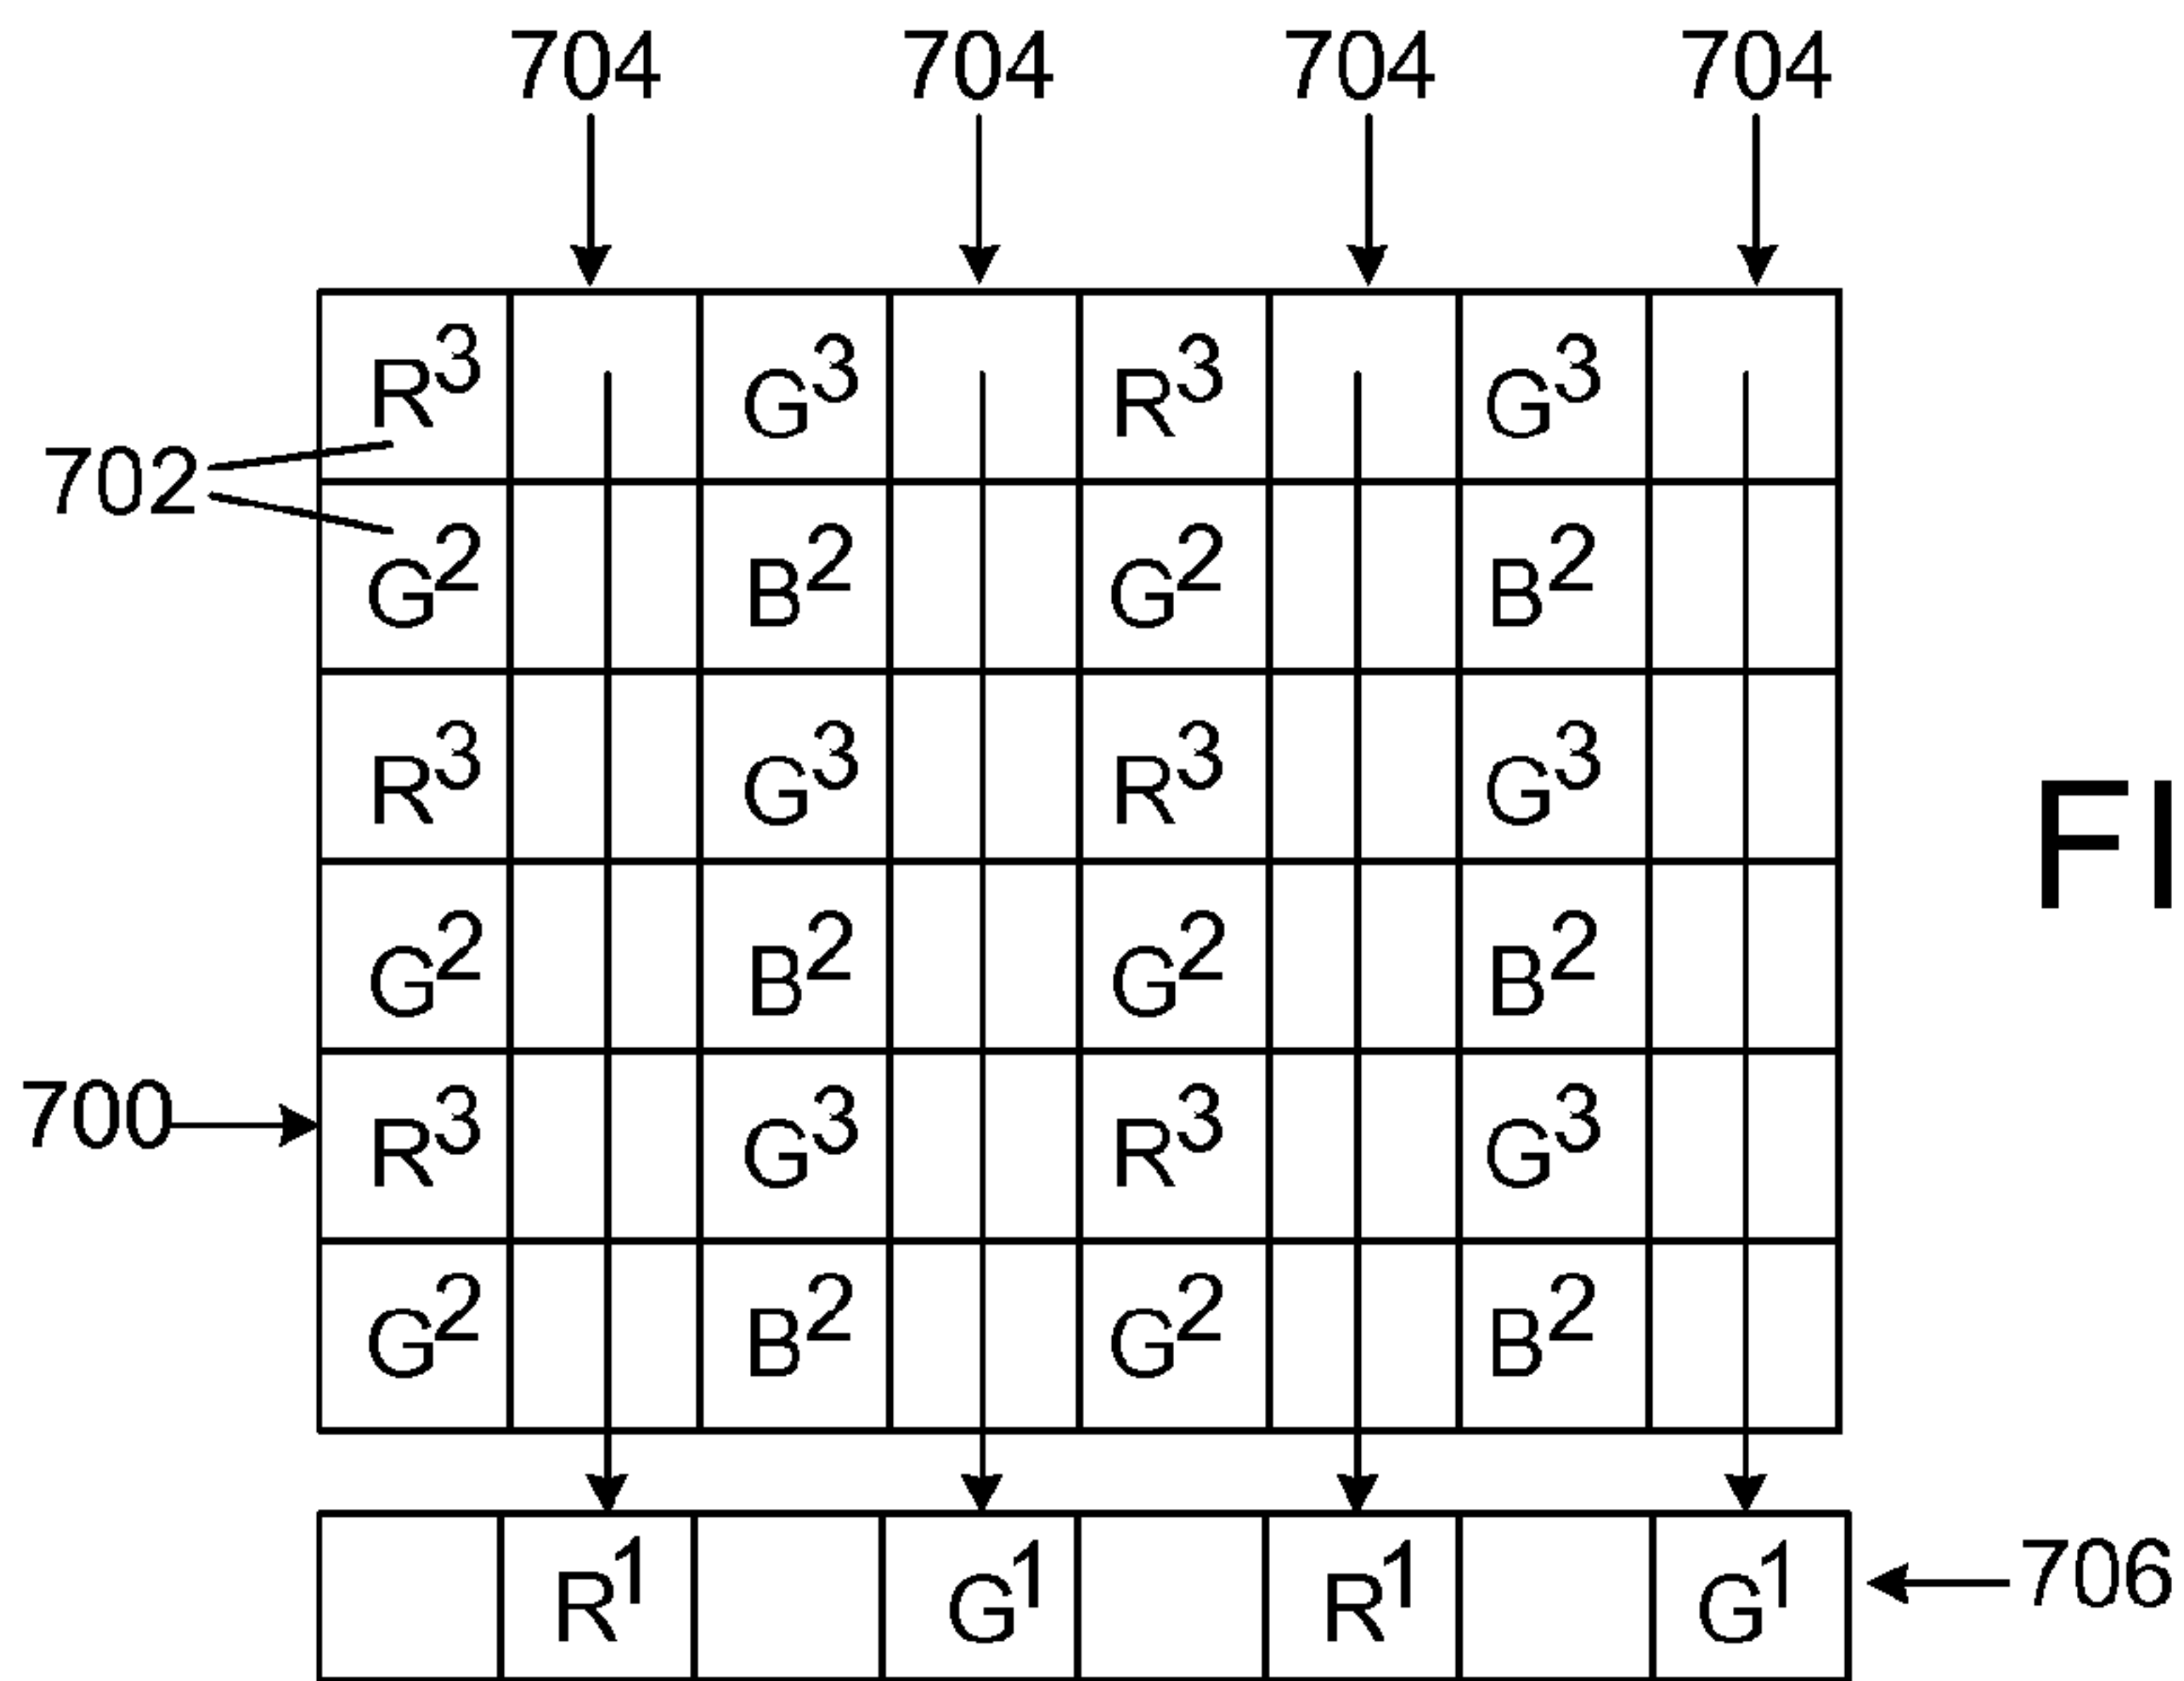 704 704 704 704
R³ G³ R³ G³
702
G² B² G² B²
R³ G³ R³ G³
FI
G² B² G² B²
700 R³ G³ R³ G³
G² B² G² B²
R¹ G¹ R¹ G¹ 706